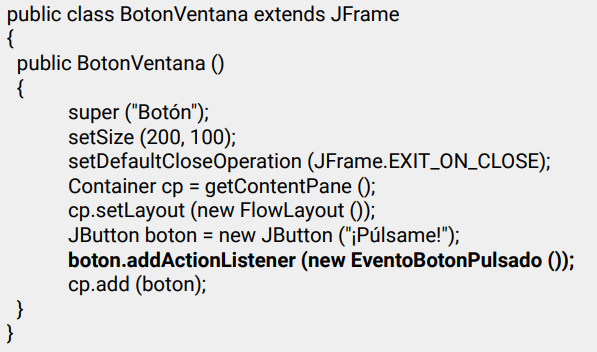 public class BotonVentana extends JFrame
{
public BotonVentana ()
{
super ("Botón");
setSize (200, 100);
setDefaultCloseOperation (JFrame.EXIT_ON_CLOSE);
Container cp = getContentPane ();
cp.setLayout (new FlowLayout ());
JButton boton = new JButton ("¡Púlsame!");
boton.addActionListener (new EventoBotonPulsado ());
cp.add (boton);
}
}